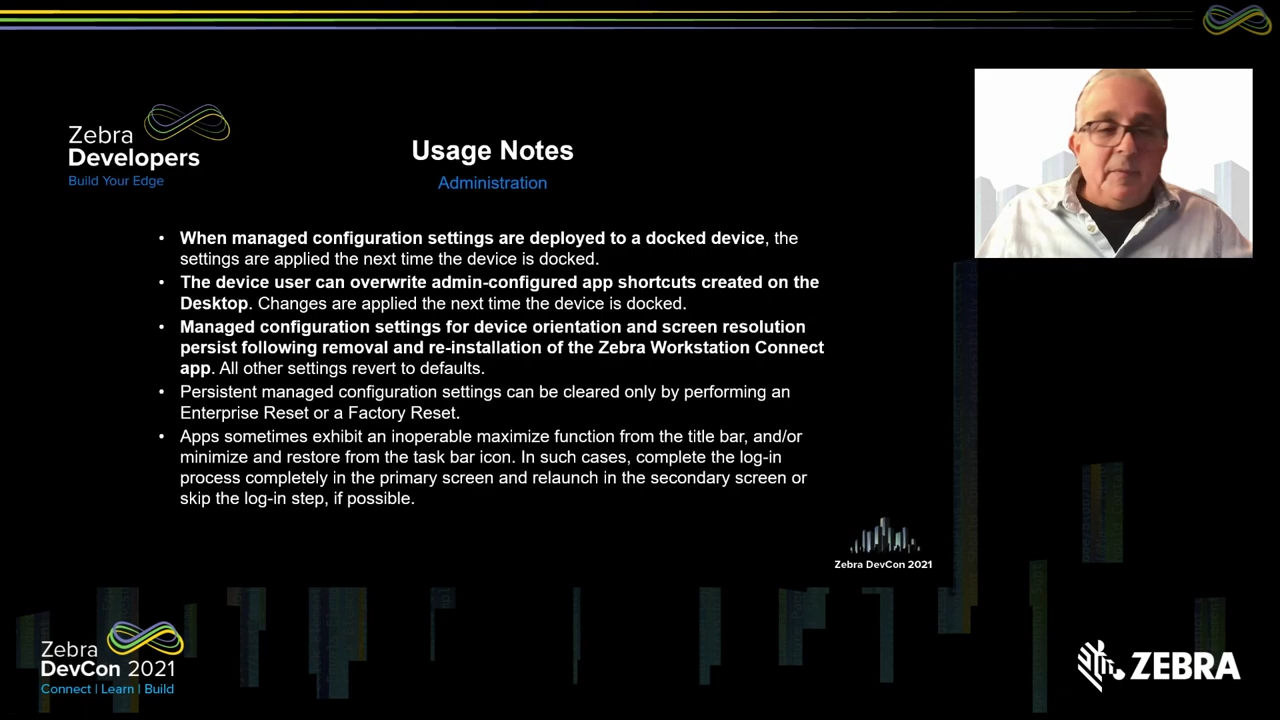 Zebra
Developers
Build Your Edge
Usage Notes
Administration
• When managed configuration settings are deployed to a docked device, the
settings are applied the next time the device is docked.
• The device user can overwrite admin-configured app shortcuts created on the
Desktop. Changes are applied the next time the device is docked.
• Managed configuration settings for device orientation and screen resolution
persist following removal and re-installation of the Zebra Workstation Connect
app. All other settings revert to defaults.
• Persistent managed configuration settings can be cleared only by performing an
Enterprise Reset or a Factory Reset.
• Apps sometimes exhibit an inoperable maximize function from the title bar, and/or
minimize and restore from the task bar icon. In such cases, complete the log-in
process completely in the primary screen and relaunch in the secondary screen or
skip the log-in step, if possible.
Zebra DevCon 2021
Zebra
DevCon 2021
Connect | Learn | Build
ZEBRA